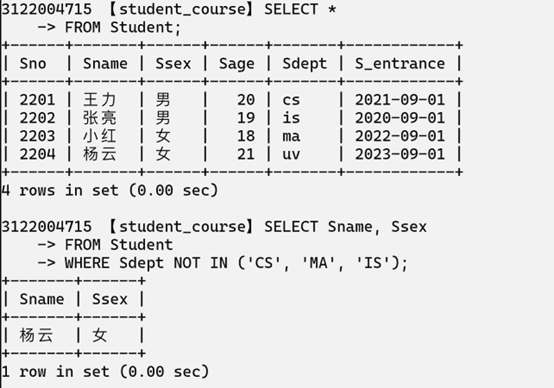 3122004715 【student_course】SELECT *
    -> FROM Student;
+------+-------+------+------+-------+------------+
| Sno  | Sname | Ssex | Sage | Sdept | S_entrance |
+------+-------+------+------+-------+------------+
| 2201 | 王力  | 男   |   20 | cs    | 2021-09-01 |
| 2202 | 张亮  | 男   |   19 | is    | 2020-09-01 |
| 2203 | 小红  | 女   |   18 | ma    | 2022-09-01 |
| 2204 | 杨云  | 女   |   21 | uv    | 2023-09-01 |
+------+-------+------+------+-------+------------+
4 rows in set (0.00 sec)
3122004715 【student_course】SELECT Sname, Ssex
    -> FROM Student
    -> WHERE Sdept NOT IN ('CS', 'MA', 'IS');
+-------+------+
| Sname | Ssex |
+-------+------+
| 杨云  | 女   |
+-------+------+
1 row in set (0.00 sec)